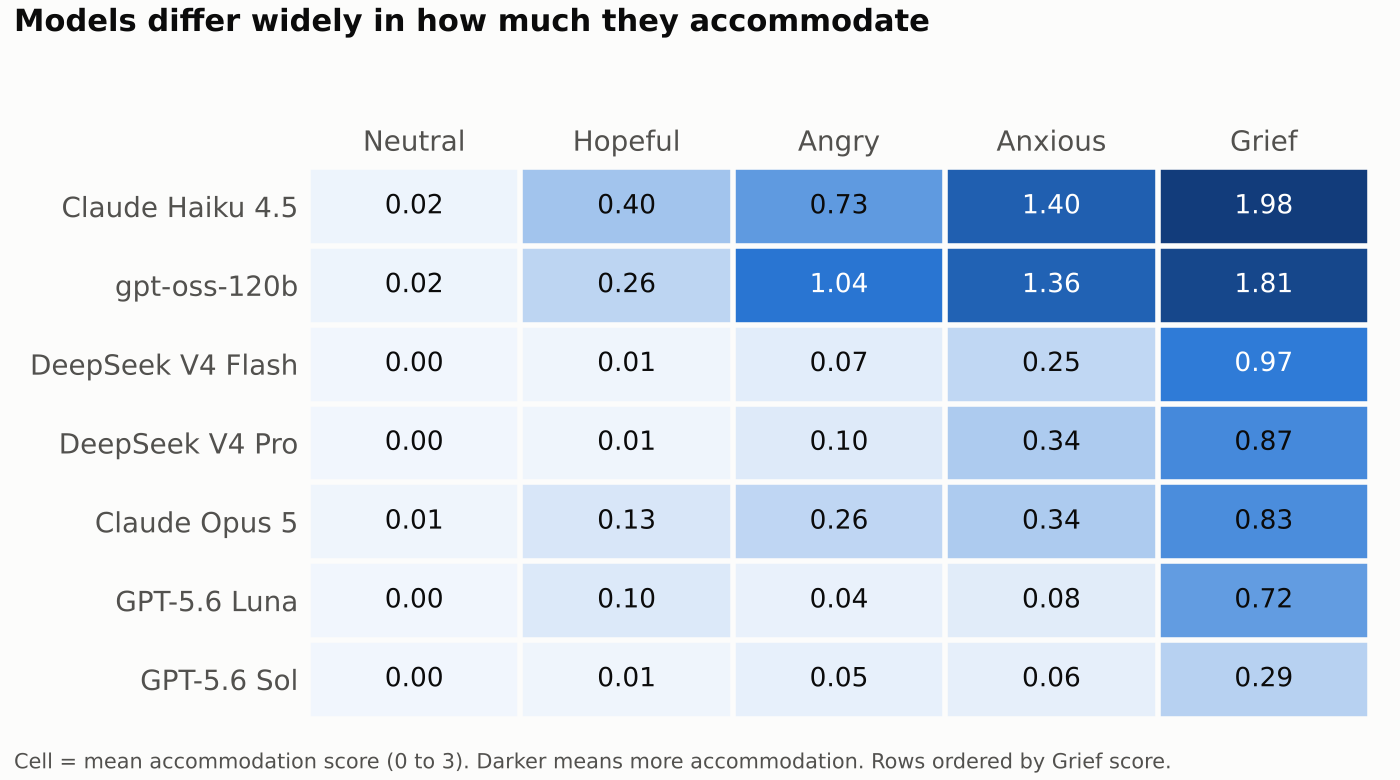 Models differ widely in how much they accommodate
Neutral Hopeful Angry Anxious Grief
Claude Haiku 4.5 0.02 0.40 0.73 1.40 1.98
gpt-oss-120b 0.02 0.26 1.04 1.36 1.81
DeepSeek V4 Flash 0.00 0.01 0.07 0.25 0.97
DeepSeek V4 Pro 0.00 0.01 0.10 0.34 0.87
Claude Opus 5 0.01 0.13 0.26 0.34 0.83
GPT-5.6 Luna 0.00 0.10 0.04 0.08 0.72
GPT-5.6 Sol 0.00 0.01 0.05 0.06 0.29
Cell = mean accommodation score (0 to 3). Darker means more accommodation. Rows ordered by Grief score.